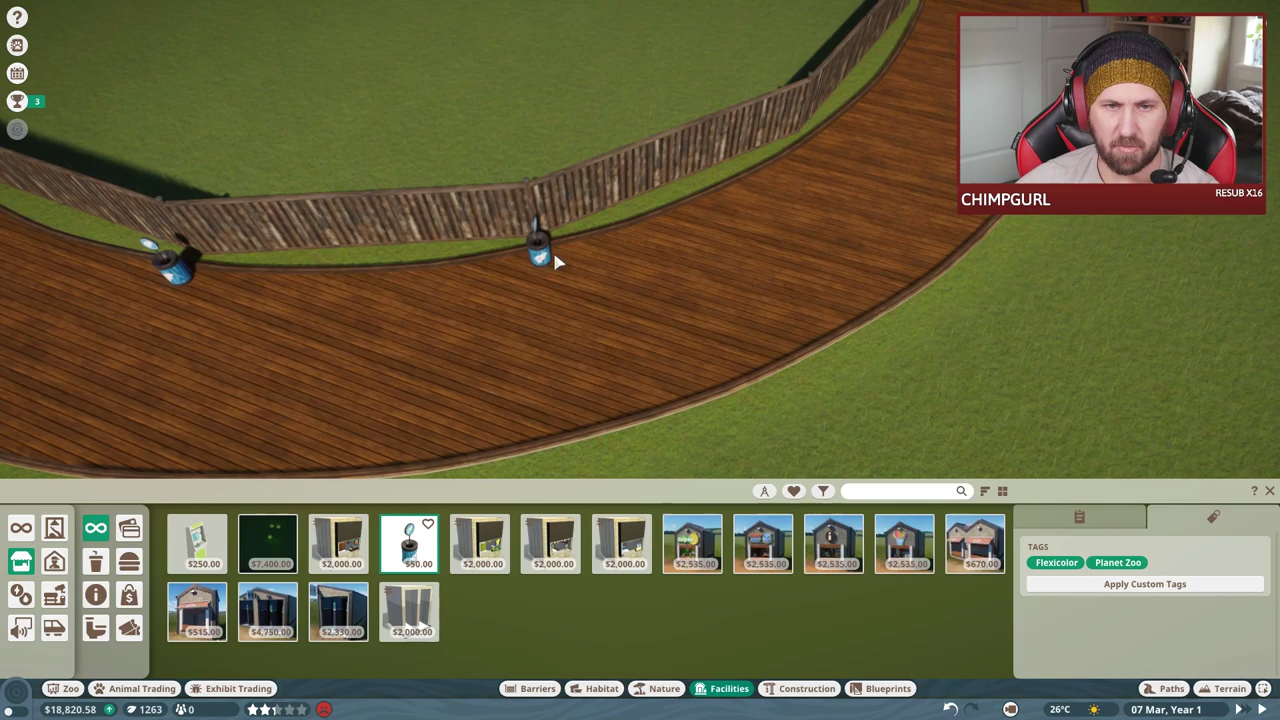 ?
3
CHIMPGURL
RESUB X16
?
$250.00
$7,400.00
$2,000.00
$50.00
$2,000.00
$2,000.00
$2,000.00
$2,535.00
$2,535.00
$2,535.00
$2,535.00
$670.00
$515.00
$4,750.00
$2,330.00
$2,000.00
TAGS
Flexicolor
Planet Zoo
Apply Custom Tags
Zoo
Animal Trading
Exhibit Trading
Barriers
Habitat
Nature
Facilities
Construction
Blueprints
Paths
Terrain
$18,820.58
1263
0
26°C
07 Mar, Year 1